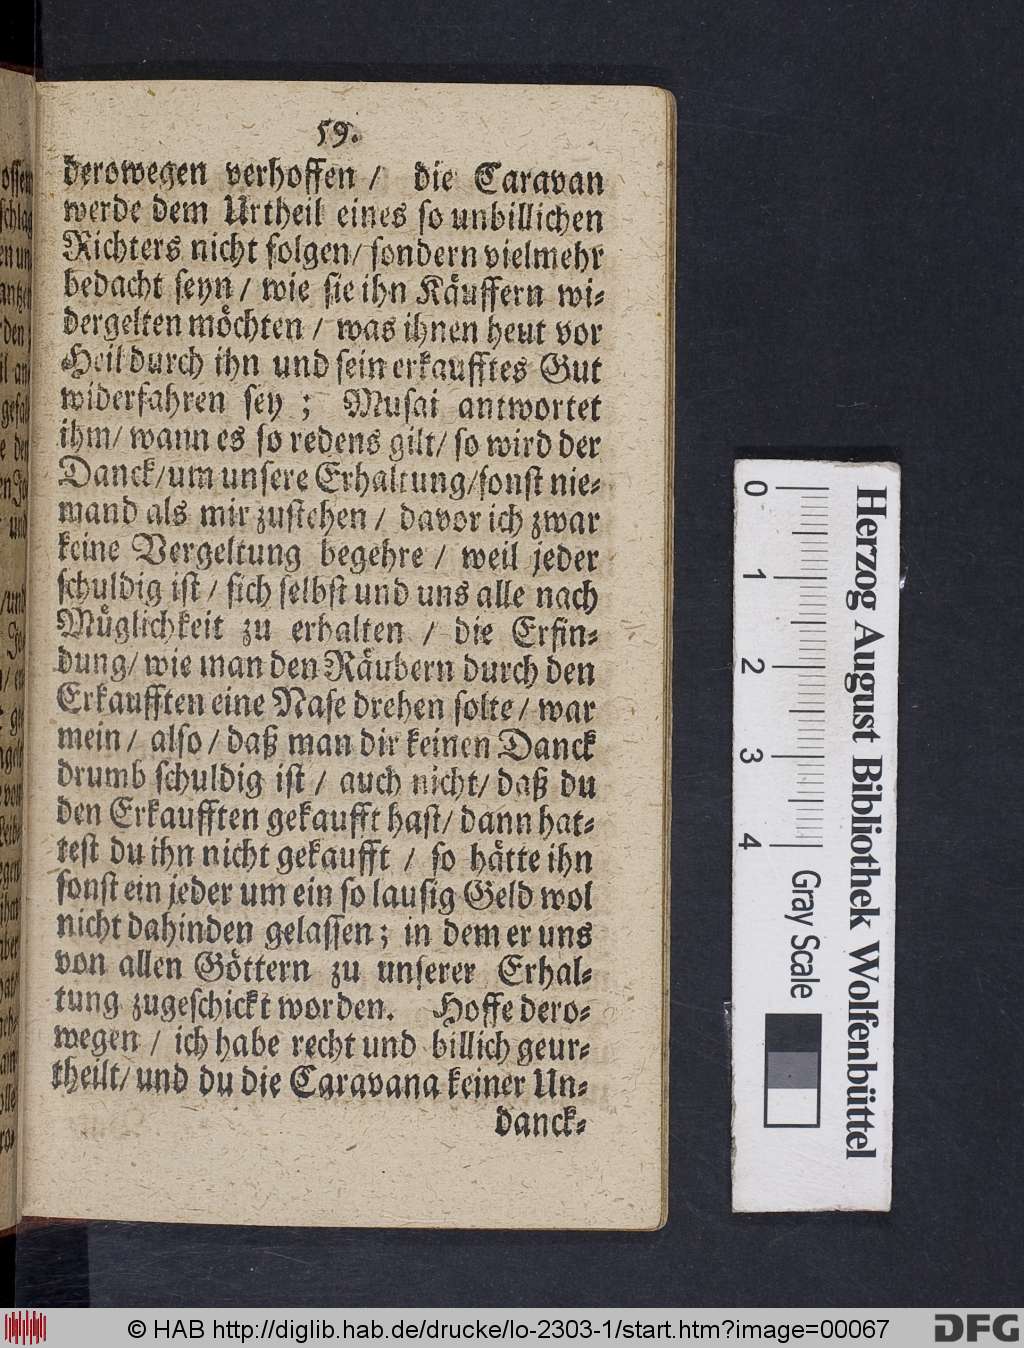 59.
derowegen verhoffen / die Caravan
werde dem Urtheil eines so unbillichen
Richters nicht folgen/ sondern vielmehr
bedacht seyn / wie sie ihn Käuffern wi-
dergelten möchten / was ihnen heut vor
Heil durch ihn und sein erkaufftes Gut
widerfahren sey ; Musai antwortet
ihm/ wann es so redens gilt/ so wird der
Danck/ um unsere Erhaltung/ sonst nie-
mand als mir zustehen / davor ich zwar
keine Vergeltung begehre / weil jeder
schuldig ist / sich selbst und uns alle nach
Müglichkeit zu erhalten / die Erfin-
dung/ wie man den Räubern durch den
Erkaufften eine Nase drehen solte / war
mein / also / daß man dir keinen Danck
drumb schuldig ist / auch nicht/ daß du
den Erkaufften gekaufft hast/ dann hat-
test du ihn nicht gekaufft / so hätte ihn
sonst ein jeder um ein so lausig Geld wol
nicht dahinden gelassen; in dem er uns
von allen Göttern zu unserer Erhal-
tung zugeschickt worden. Hoffe dero-
wegen / ich habe recht und billich geur-
theilt/ und du die Caravana keiner Un-
danck-
Herzog August Bibliothek Wolfenbüttel
0 1 2 3 4 Gray Scale
© HAB http://diglib.hab.de/drucke/lo-2303-1/start.htm?image=00067
DFG